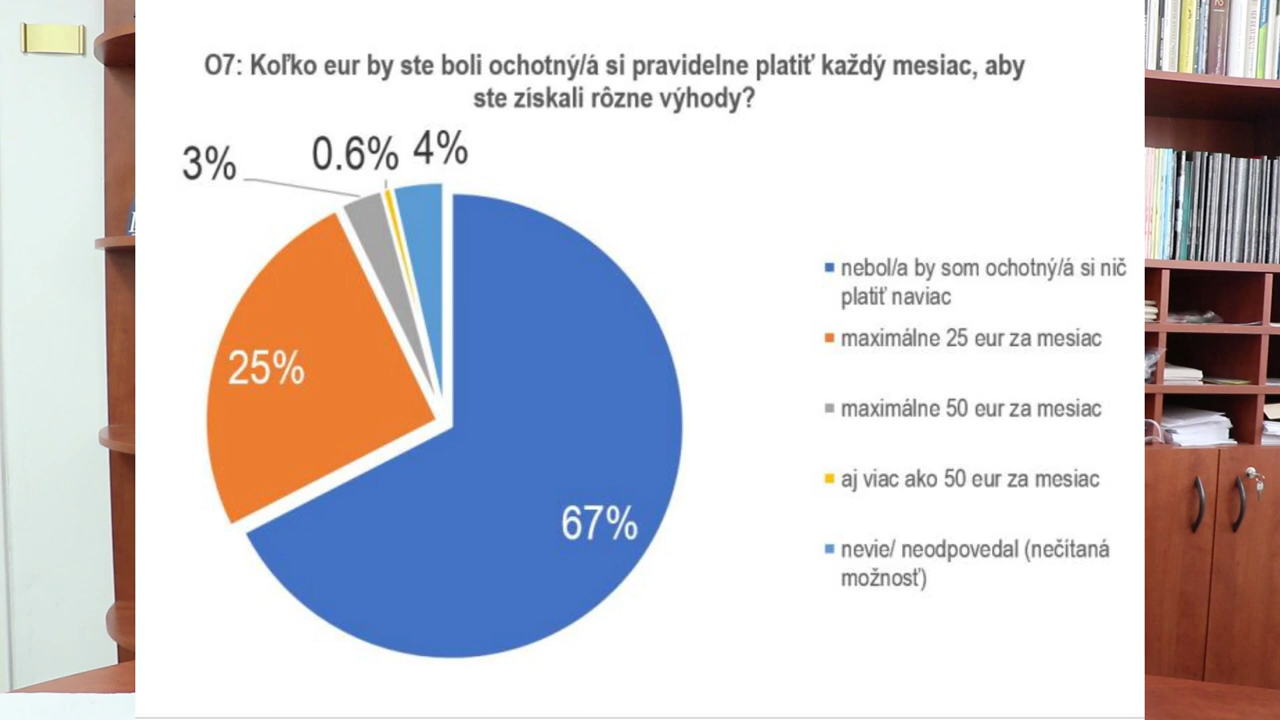 O7: Koľko eur by ste boli ochotný/á si pravidelne platiť každý mesiac, aby
ste získali rôzne výhody?
3%
0.6%
4%
25%
67%
nebol/a by som ochotný/á si nič
platiť naviac
maximálne 25 eur za mesiac
maximálne 50 eur za mesiac
aj viac ako 50 eur za mesiac
nevie/ neodpovedal (nečítaná
možnosť)